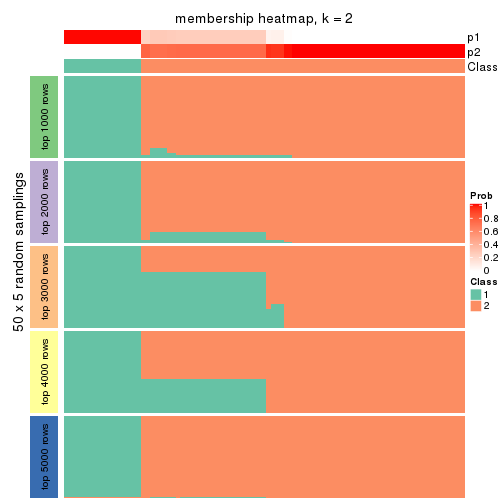 membership heatmap, k = 2
p1
p2
Class
50 x 5 random samplings
top 1000 rows
top 2000 rows
top 3000 rows
top 4000 rows
top 5000 rows
Prob
1
0.8
0.6
0.4
0.2
0
Class
1
2